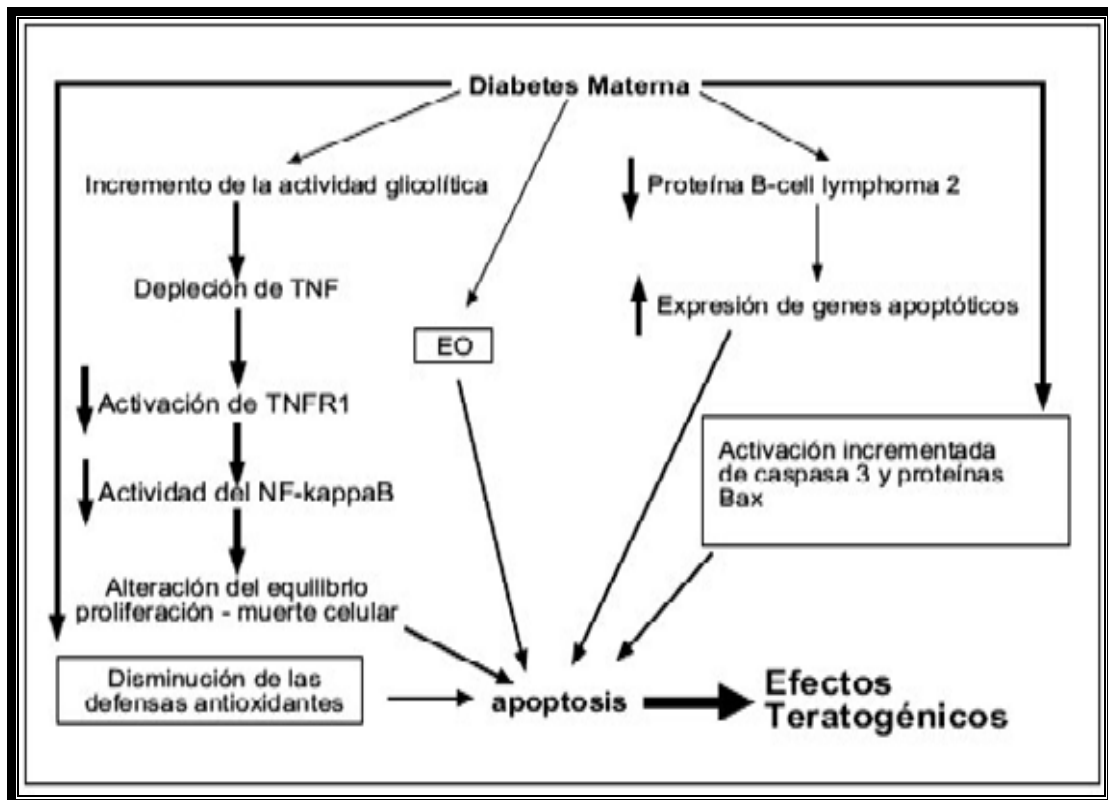 Diabetes Materna
Incremento de la actividad glicolítica
Depleción de TNF
Activación de TNFR1
Actividad del NF-kappaB
Alteración del equilibrio
proliferación - muerte celular
Disminución de las
defensas antioxidantes
EO
Proteína B-cell lymphoma 2
Expresión de genes apoptóticos
Activación incrementada
de caspasa 3 y proteínas
Bax
apoptosis
Efectos
Teratogénicos